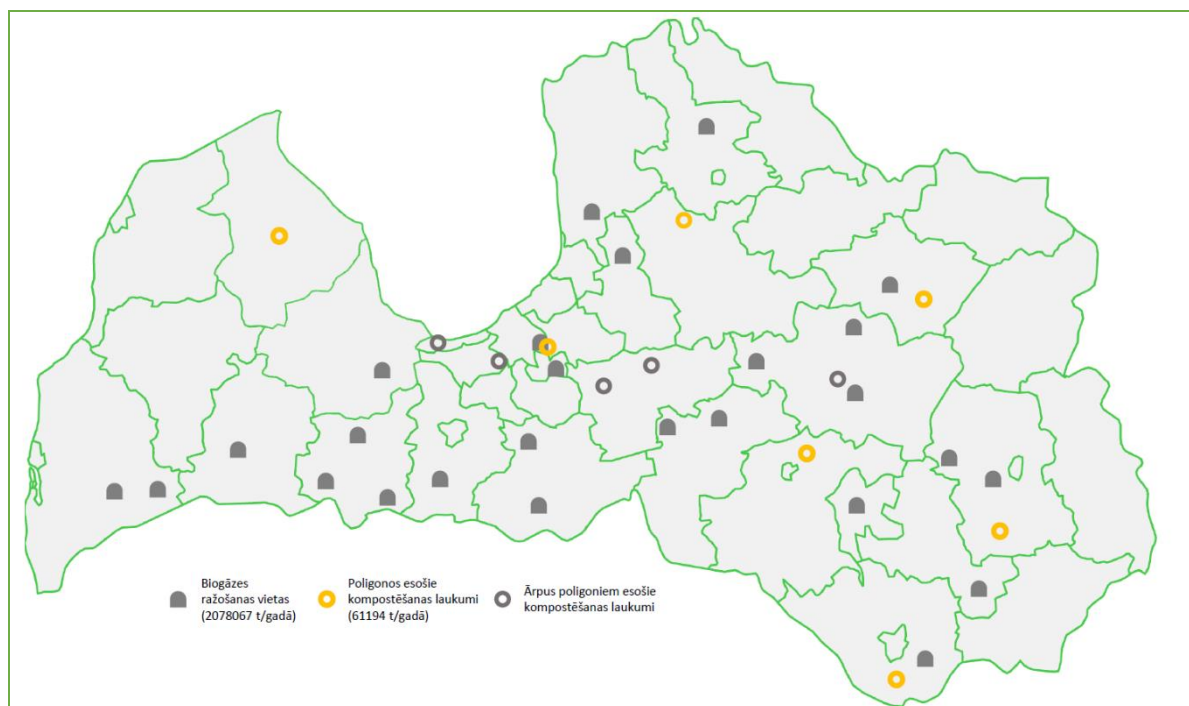 Biogāzes
ražošanas vietas
(2078067 t/gadā)
Poligonos esošie
kompostēšanas laukumi
(61194 t/gadā)
Ārpus poligoniem esošie
kompostēšanas laukumi